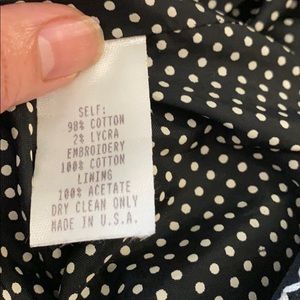 SELF:
98% COTTON
2% LYCRA
EMBROIDERY
100% COTTON
LINING
100% ACETATE
DRY CLEAN ONLY
MADE IN U.S.A.